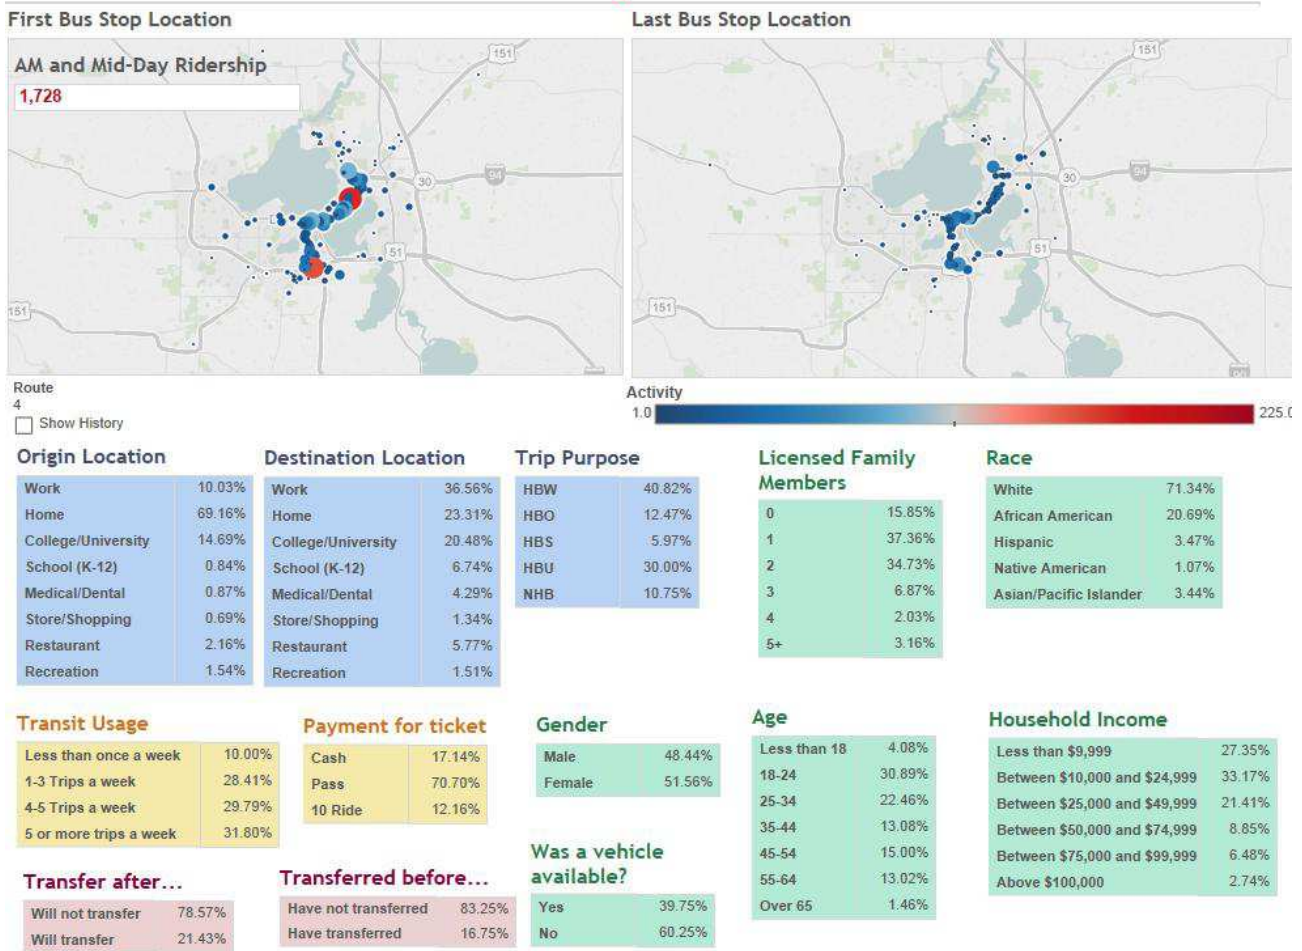 First Bus Stop Location
Last Bus Stop Location
AM and Mid-Day Ridership
1,728
151
30
94
51
151
151
30
94
51
151
90
Route
4
Show History
Activity
1.0
225.0
Origin Location
Work 10.03%
Home 69.16%
College/University 14.69%
School (K-12) 0.84%
Medical/Dental 0.87%
Store/Shopping 0.69%
Restaurant 2.16%
Recreation 1.54%
Destination Location
Work 36.56%
Home 23.31%
College/University 20.48%
School (K-12) 6.74%
Medical/Dental 4.29%
Store/Shopping 1.34%
Restaurant 5.77%
Recreation 1.51%
Trip Purpose
HBW 40.82%
HBO 12.47%
HBS 5.97%
HBU 30.00%
NHB 10.75%
Licensed Family
Members
0 15.85%
1 37.36%
2 34.73%
3 6.87%
4 2.03%
5+ 3.16%
Race
White 71.34%
African American 20.69%
Hispanic 3.47%
Native American 1.07%
Asian/Pacific Islander 3.44%
Transit Usage
Less than once a week 10.00%
1-3 Trips a week 28.41%
4-5 Trips a week 29.79%
5 or more trips a week 31.80%
Payment for ticket
Cash 17.14%
Pass 70.70%
10 Ride 12.16%
Gender
Male 48.44%
Female 51.56%
Age
Less than 18 4.08%
18-24 30.89%
25-34 22.46%
35-44 13.08%
45-54 15.00%
55-64 13.02%
Over 65 1.46%
Household Income
Less than $9,999 27.35%
Between $10,000 and $24,999 33.17%
Between $25,000 and $49,999 21.41%
Between $50,000 and $74,999 8.85%
Between $75,000 and $99,999 6.48%
Above $100,000 2.74%
Transfer after...
Will not transfer 78.57%
Will transfer 21.43%
Transferred before...
Have not transferred 83.25%
Have transferred 16.75%
Was a vehicle
available?
Yes 39.75%
No 60.25%